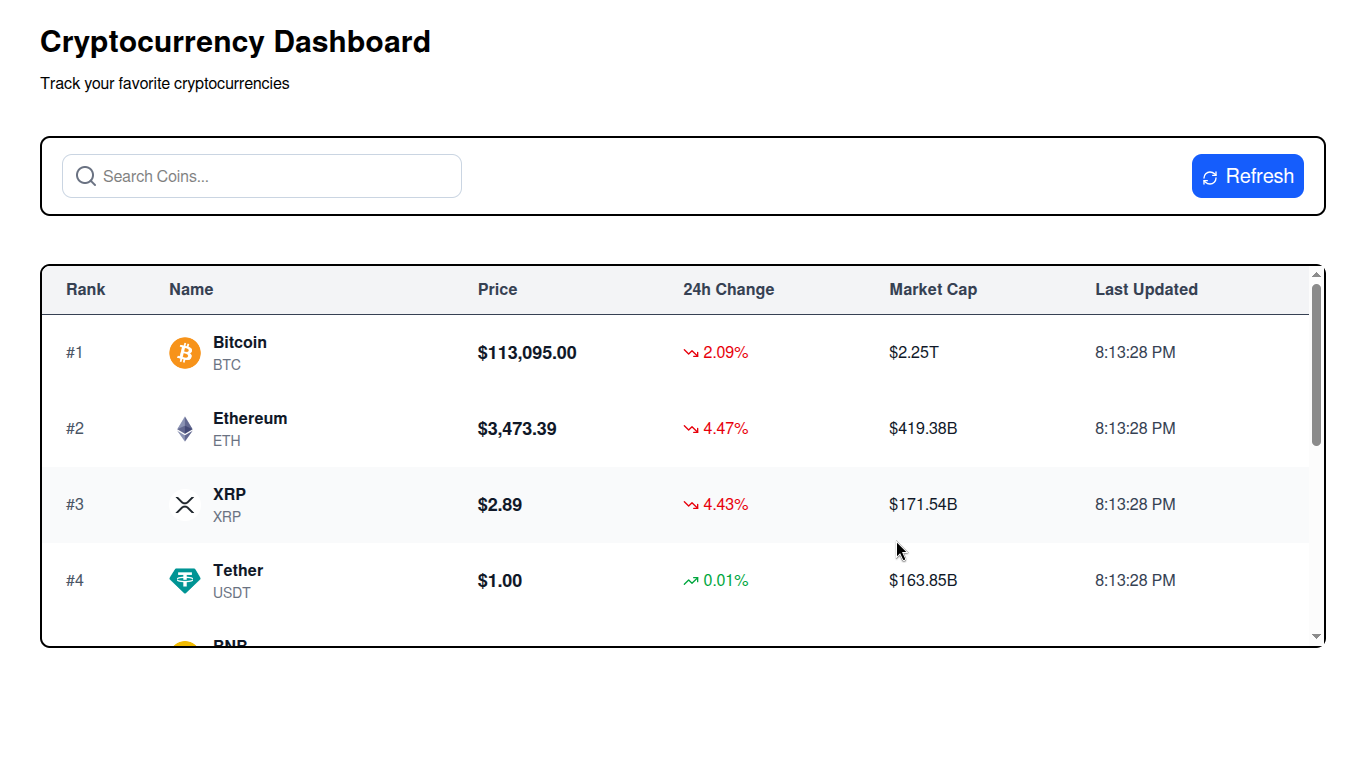 Cryptocurrency Dashboard
Track your favorite cryptocurrencies
Search Coins... Refresh
Rank Name Price 24h Change Market Cap Last Updated
#1 Bitcoin BTC $113,095.00 2.09% $2.25T 8:13:28 PM
#2 Ethereum ETH $3,473.39 4.47% $419.38B 8:13:28 PM
#3 XRP XRP $2.89 4.43% $171.54B 8:13:28 PM
#4 Tether USDT $1.00 0.01% $163.85B 8:13:28 PM
BNB